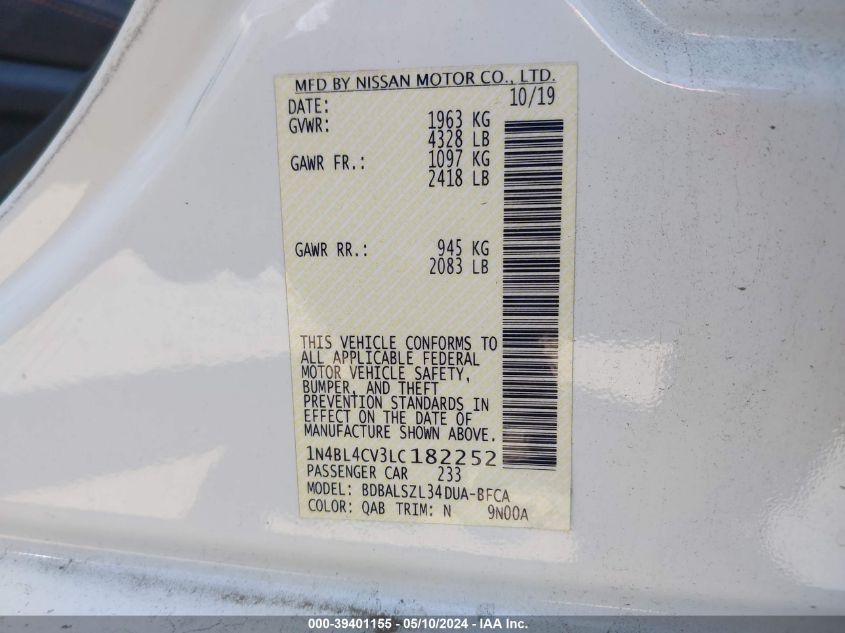 MFD BY NISSAN MOTOR CO., LTD.
DATE: 10/19
GVWR: 1963 KG
4328 LB
GAWR FR.: 1097 KG
2418 LB
GAWR RR.: 945 KG
2083 LB
THIS VEHICLE CONFORMS TO
ALL APPLICABLE FEDERAL
MOTOR VEHICLE SAFETY,
BUMPER, AND THEFT
PREVENTION STANDARDS IN
EFFECT ON THE DATE OF
MANUFACTURE SHOWN ABOVE.
1N4BL4CV3LC182252
PASSENGER CAR 233
MODEL: BDBALSZL34DUA-BFCA
COLOR: QAB TRIM: N 9N00A
000-39401155 - 05/10/2024 - IAA Inc.